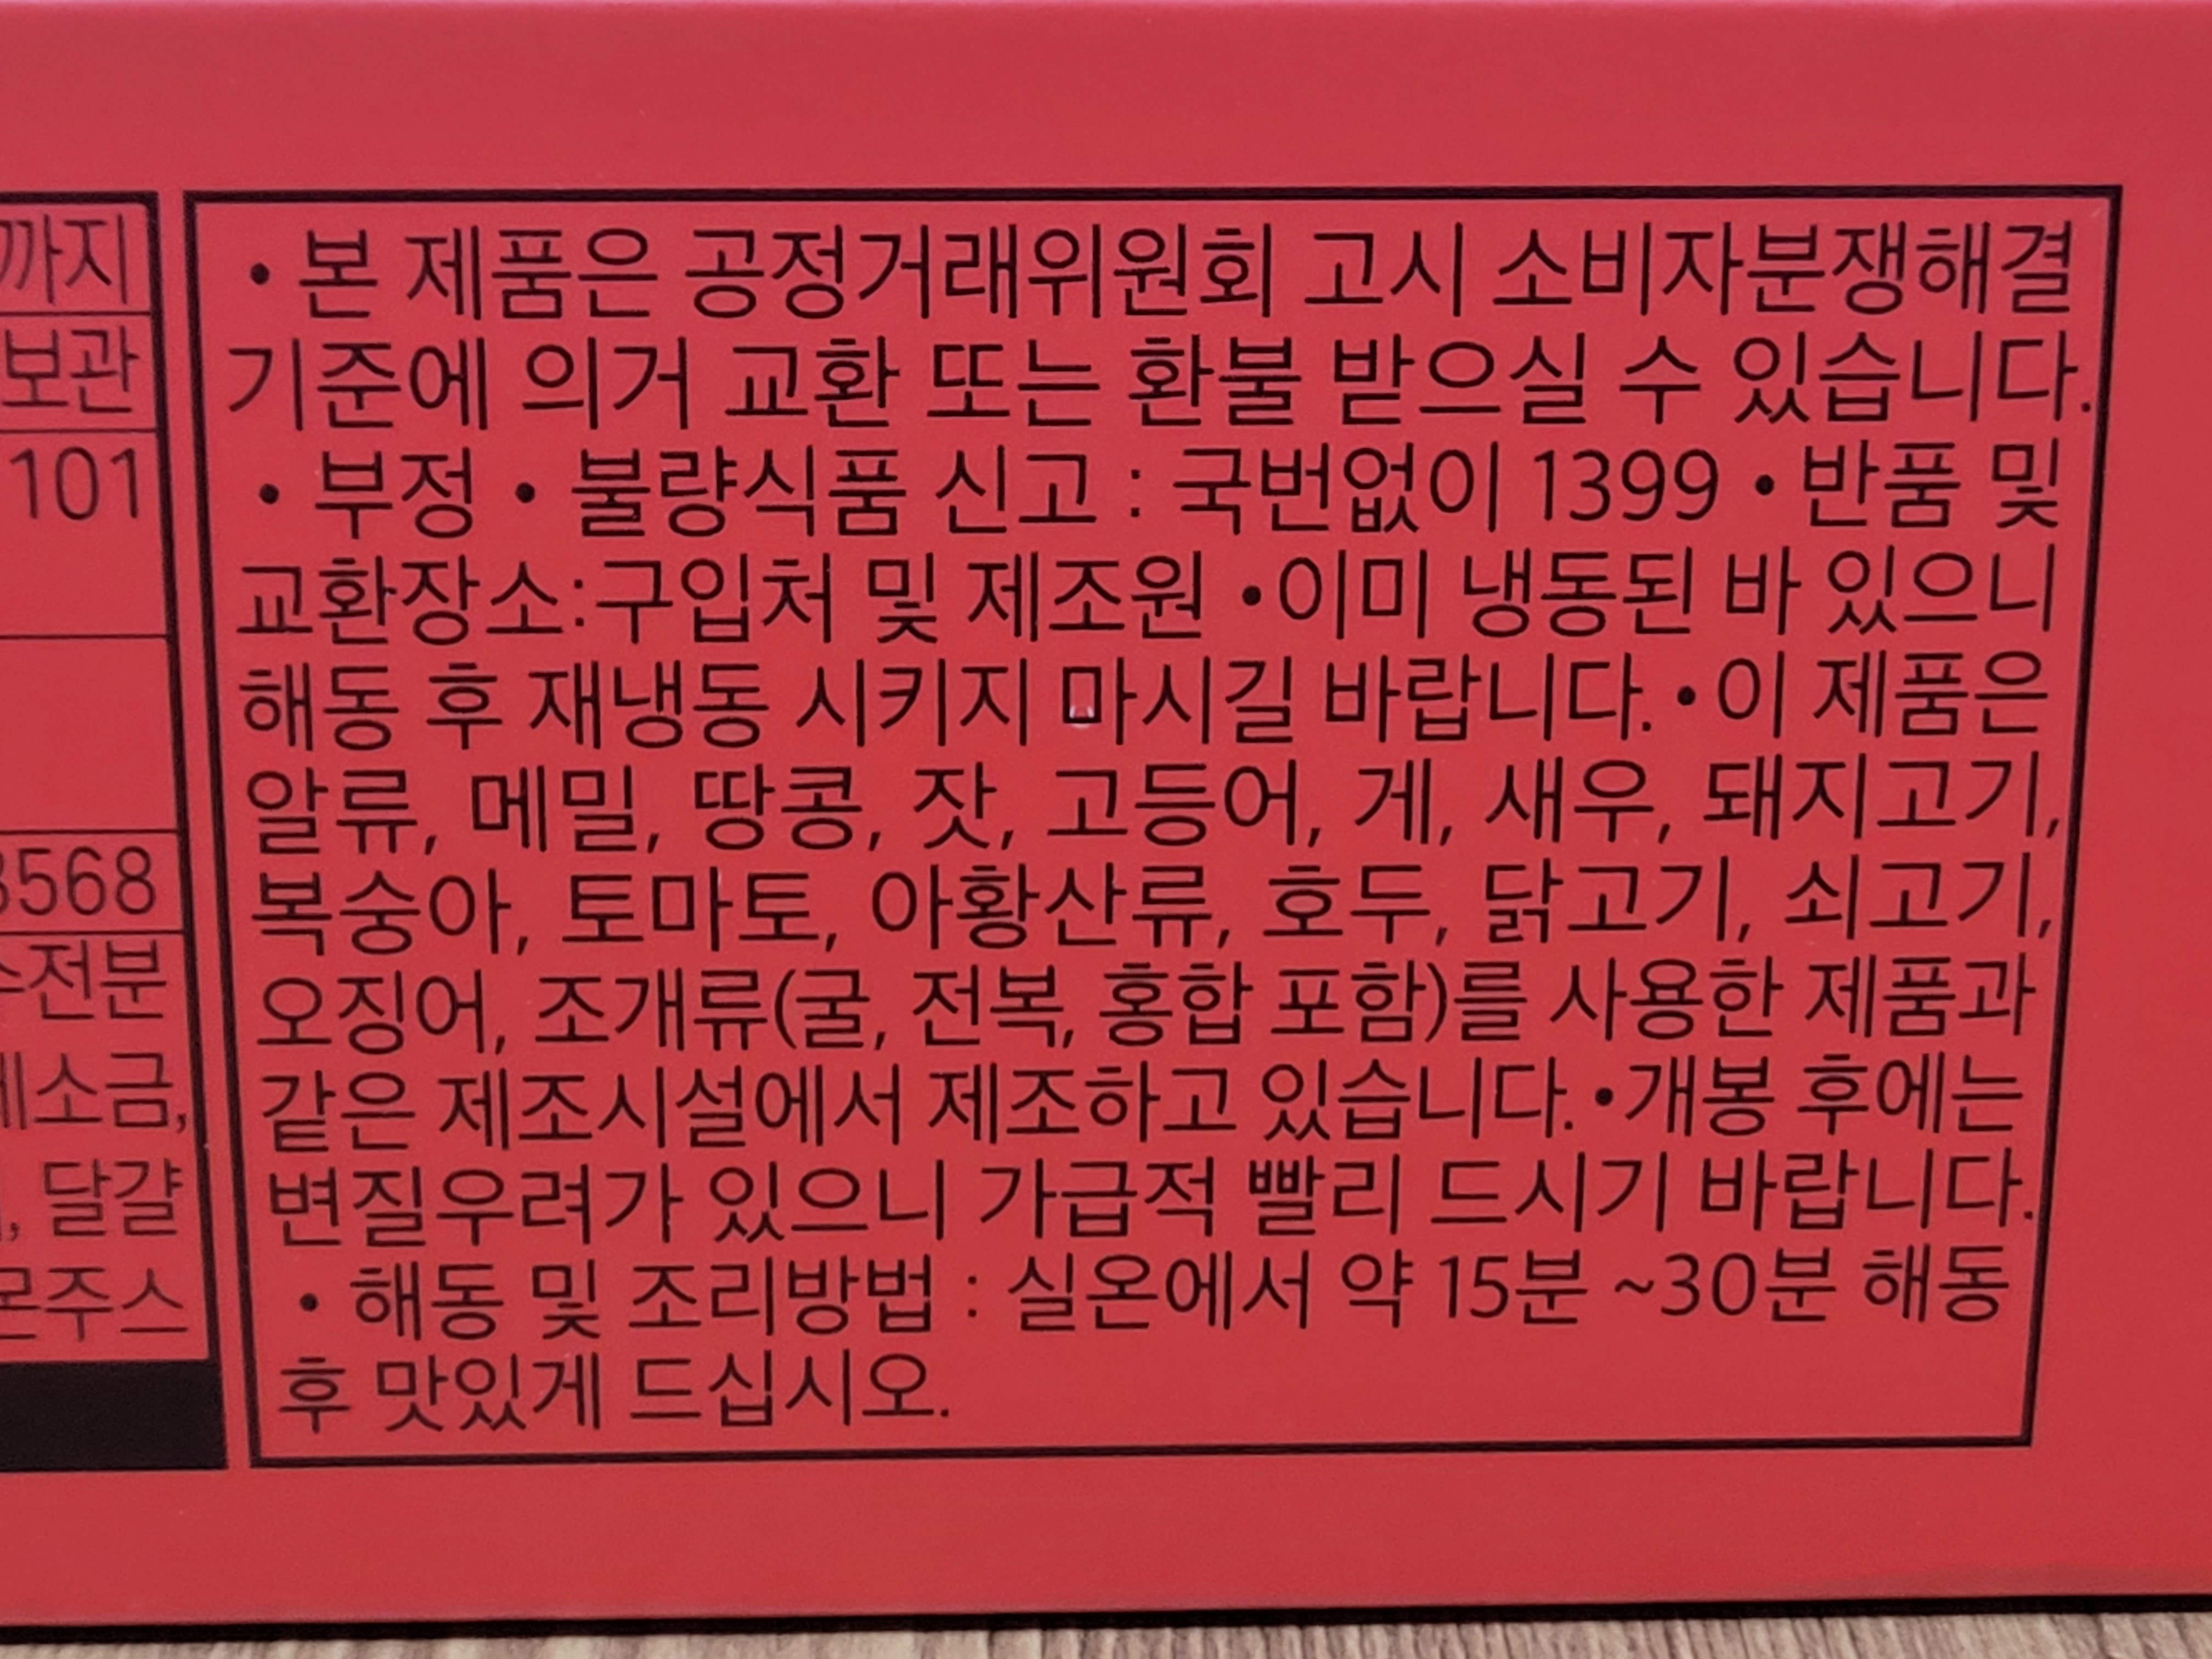 까지
보관
101
3568
전분
소금,
, 달걀
주스
• 본 제품은 공정거래위원회 고시 소비자분쟁해결
기준에 의거 교환 또는 환불 받으실 수 있습니다.
• 부정 • 불량식품 신고 : 국번없이 1399 • 반품 및
교환장소:구입처 및 제조원 •이미 냉동된 바 있으니
해동 후 재냉동 시키지 마시길 바랍니다. •이 제품은
알류, 메밀, 땅콩, 잣, 고등어, 게, 새우, 돼지고기,
복숭아, 토마토, 아황산류, 호두, 닭고기, 쇠고기,
오징어, 조개류(굴, 전복, 홍합 포함)를 사용한 제품과
같은 제조시설에서 제조하고 있습니다. •개봉 후에는
변질우려가 있으니 가급적 빨리 드시기 바랍니다.
• 해동 및 조리방법 : 실온에서 약 15분 ~30분 해동
후 맛있게 드십시오.